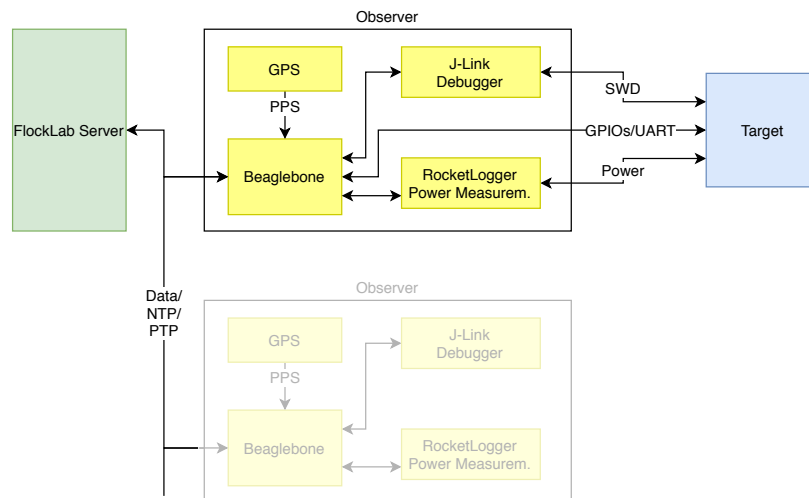 Observer
FlockLab Server
GPS
PPS
Beaglebone
J-Link
Debugger
SWD
GPIOs/UART
RocketLogger
Power Measurem.
Power
Target
Data/
NTP/
PTP
Observer
GPS
PPS
Beaglebone
J-Link
Debugger
RocketLogger
Power Measurem.